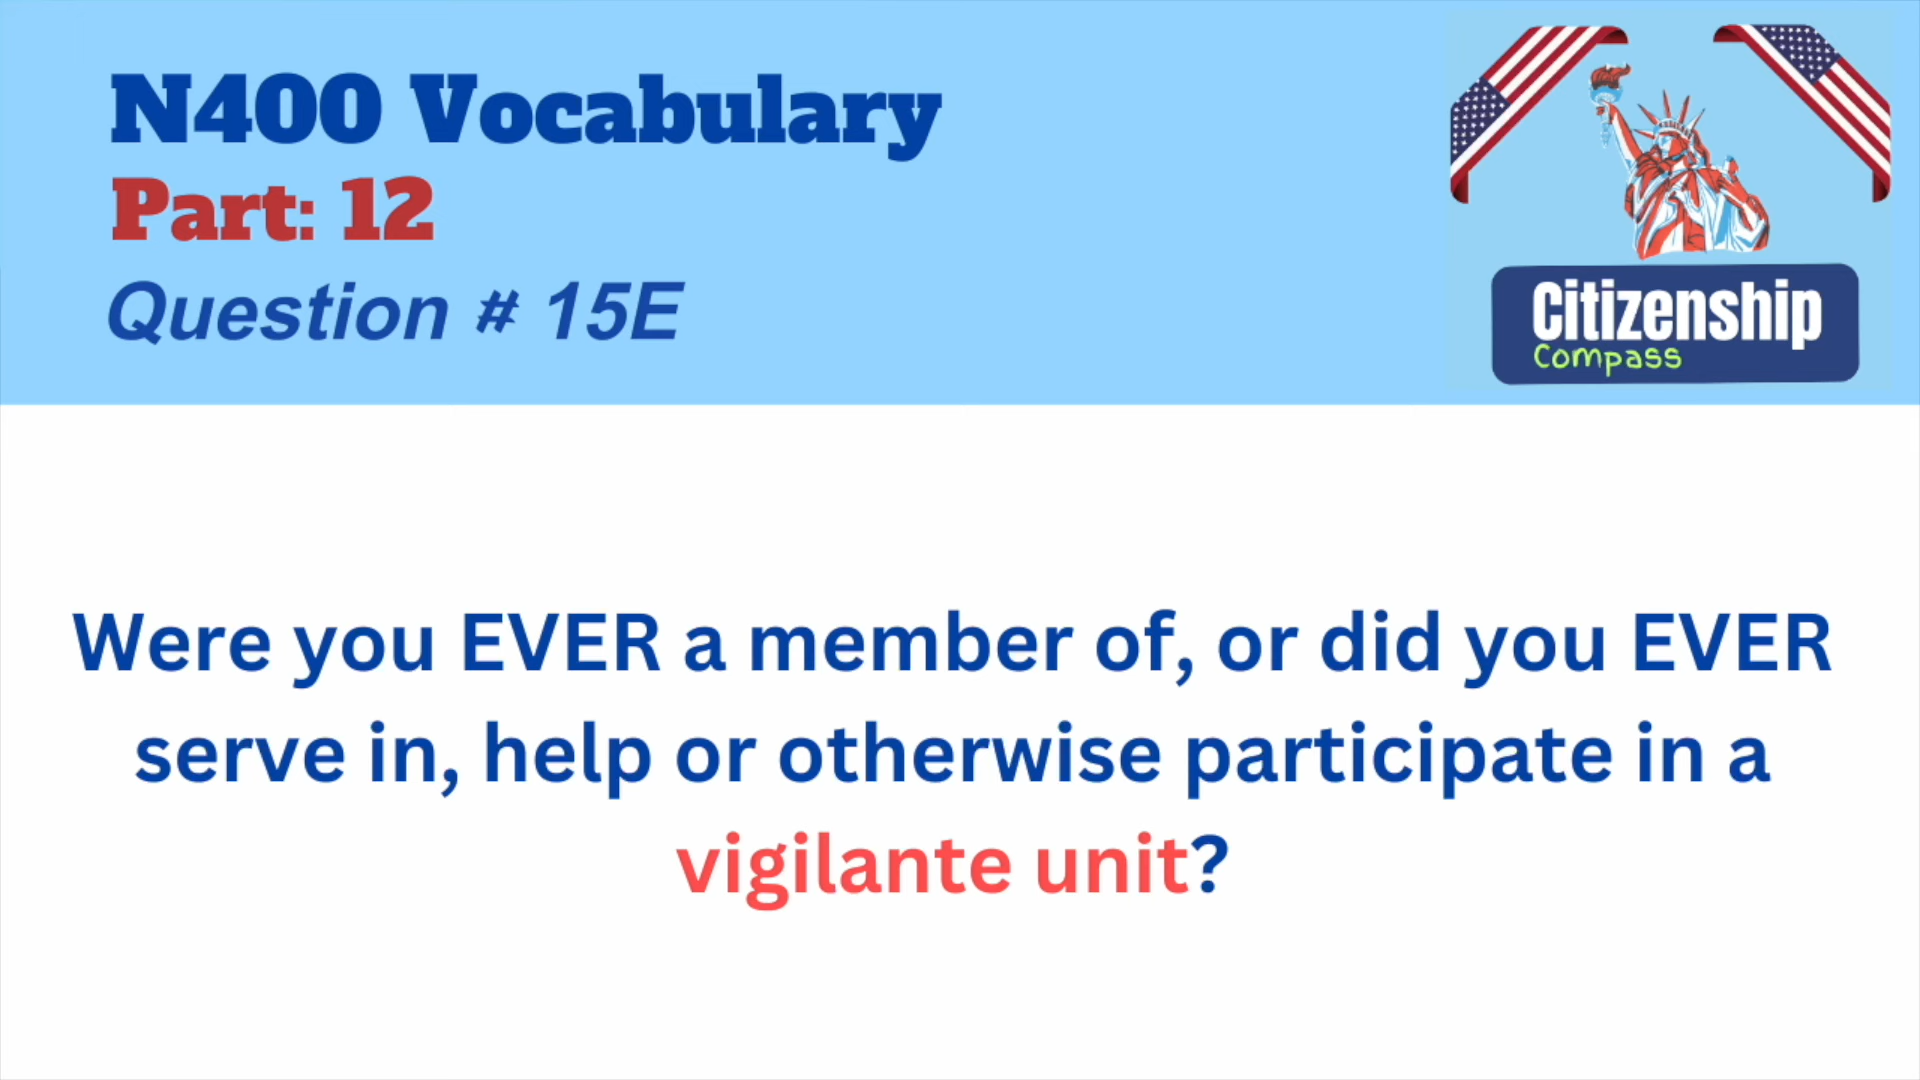 N400 Vocabulary
Part: 12
Question # 15E
Citizenship
Compass
Were you EVER a member of, or did you EVER
serve in, help or otherwise participate in a
vigilante unit?